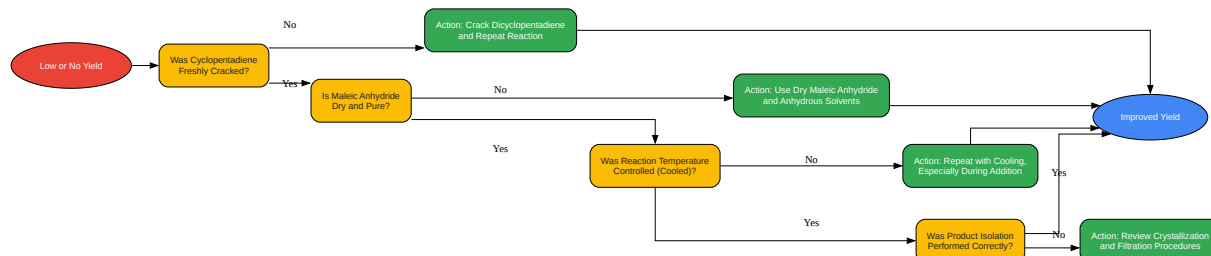 No
Action: Crack Dicyclopentadiene
and Repeat Reaction
Low or No Yield
Was Cyclopentadiene
Freshly Cracked?
Yes
Is Maleic Anhydride
Dry and Pure?
No
Action: Use Dry Maleic Anhydride
and Anhydrous Solvents
Improved Yield
Yes
Was Reaction Temperature
Controlled (Cooled)?
No
Action: Repeat with Cooling,
Especially During Addition
Yes
Yes
Was Product Isolation
Performed Correctly?
No
Action: Review Crystallization
and Filtration Procedures